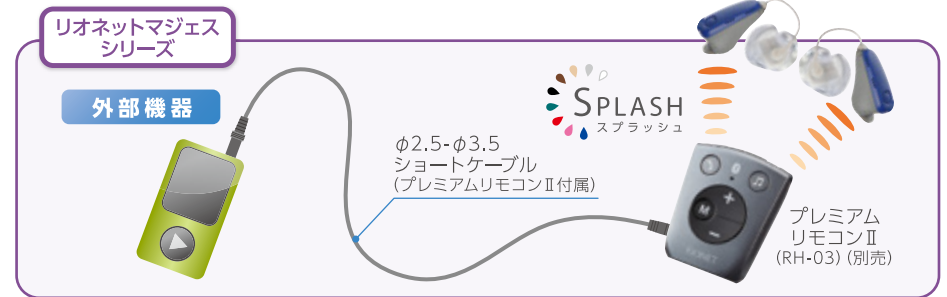 リオネットマジェス
シリーズ
外部機器
SPLASH
スプラッシュ
φ2.5-φ3.5
ショートケーブル
(プレミアムリモコンⅡ付属)
M
プレミアム
リモコンⅡ
(RH-03)(別売)